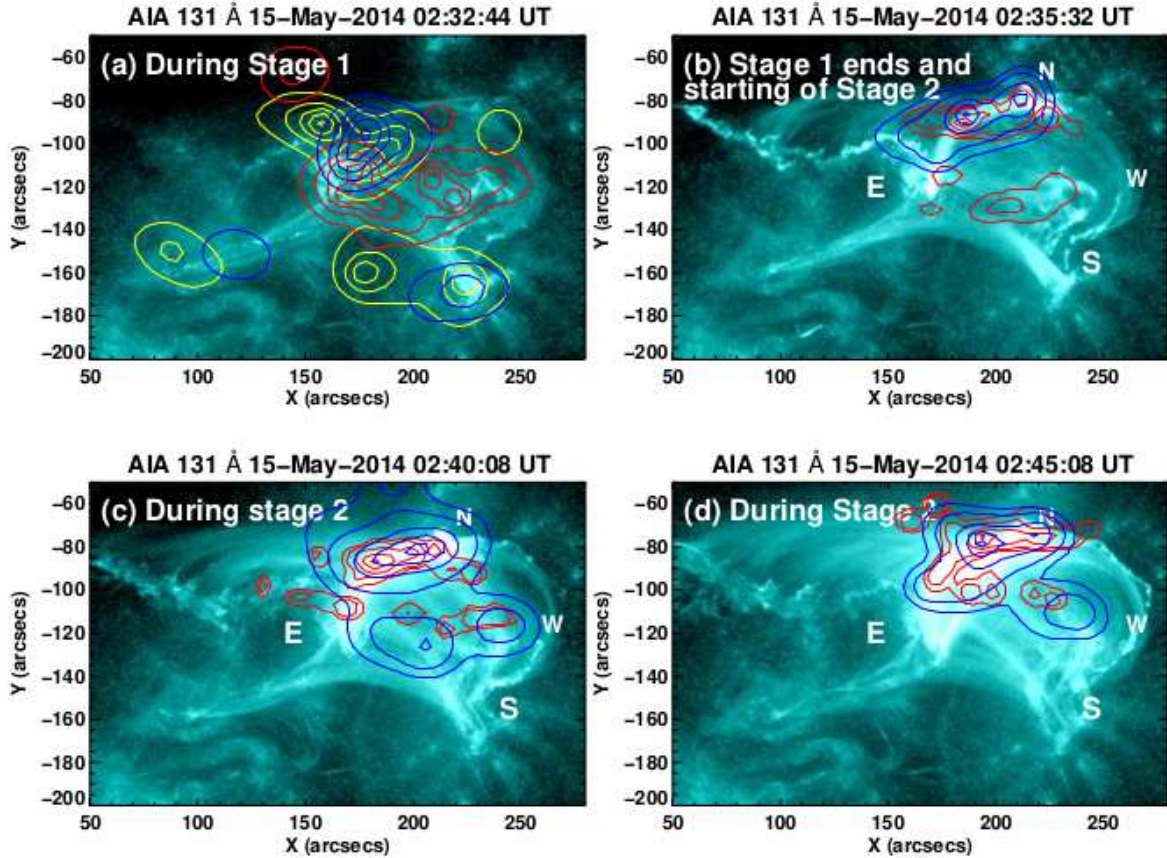 AIA 131 Å 15-May-2014 02:32:44 UT
(a) During Stage 1
-60
-80
-100
-120
-140
-160
-180
-200
Y (arcsecs)
50 100 150 200 250
X (arcsecs)
AIA 131 Å 15-May-2014 02:35:32 UT
(b) Stage 1 ends and
starting of Stage 2
N
E
W
S
-60
-80
-100
-120
-140
-160
-180
-200
Y (arcsecs)
50 100 150 200 250
X (arcsecs)
AIA 131 Å 15-May-2014 02:40:08 UT
(c) During stage 2
N
E
W
S
-60
-80
-100
-120
-140
-160
-180
-200
Y (arcsecs)
50 100 150 200 250
X (arcsecs)
AIA 131 Å 15-May-2014 02:45:08 UT
(d) During Stage 2
N
E
W
S
-60
-80
-100
-120
-140
-160
-180
-200
Y (arcsecs)
50 100 150 200 250
X (arcsecs)